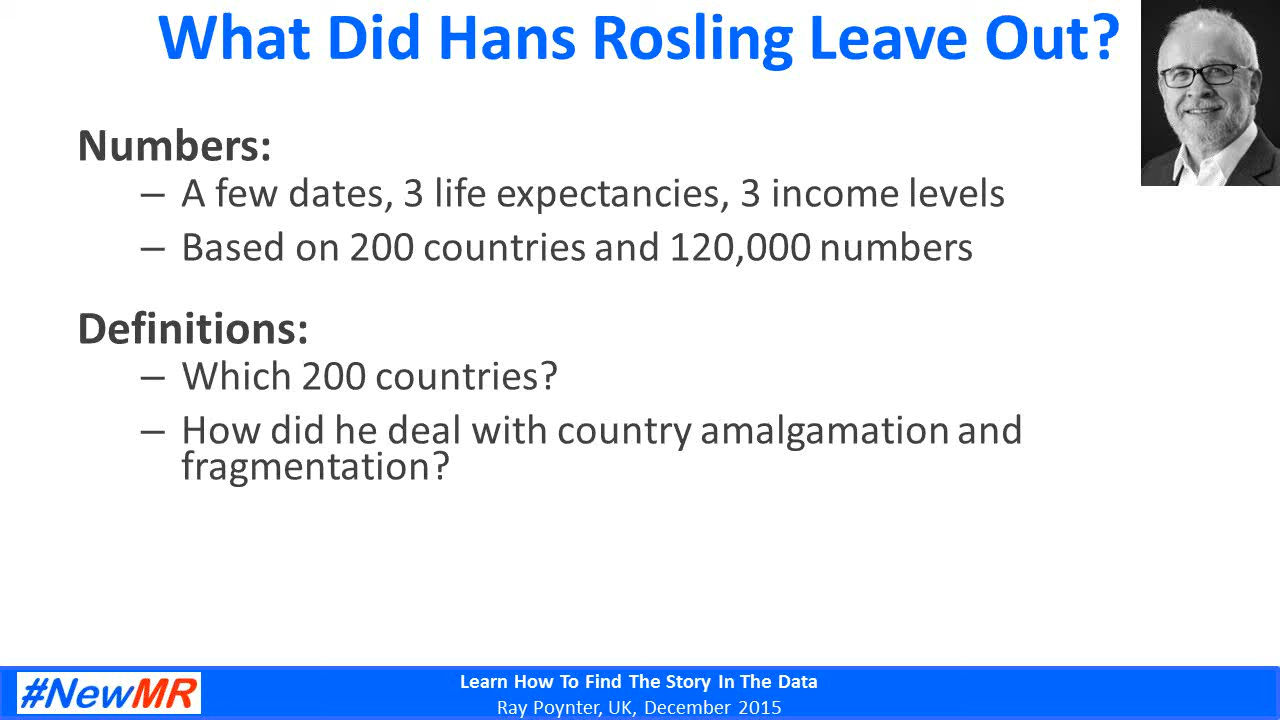 What Did Hans Rosling Leave Out?
Numbers:
– A few dates, 3 life expectancies, 3 income levels
– Based on 200 countries and 120,000 numbers
Definitions:
– Which 200 countries?
– How did he deal with country amalgamation and
fragmentation?
#NewMR
Learn How To Find The Story In The Data
Ray Poynter, UK, December 2015